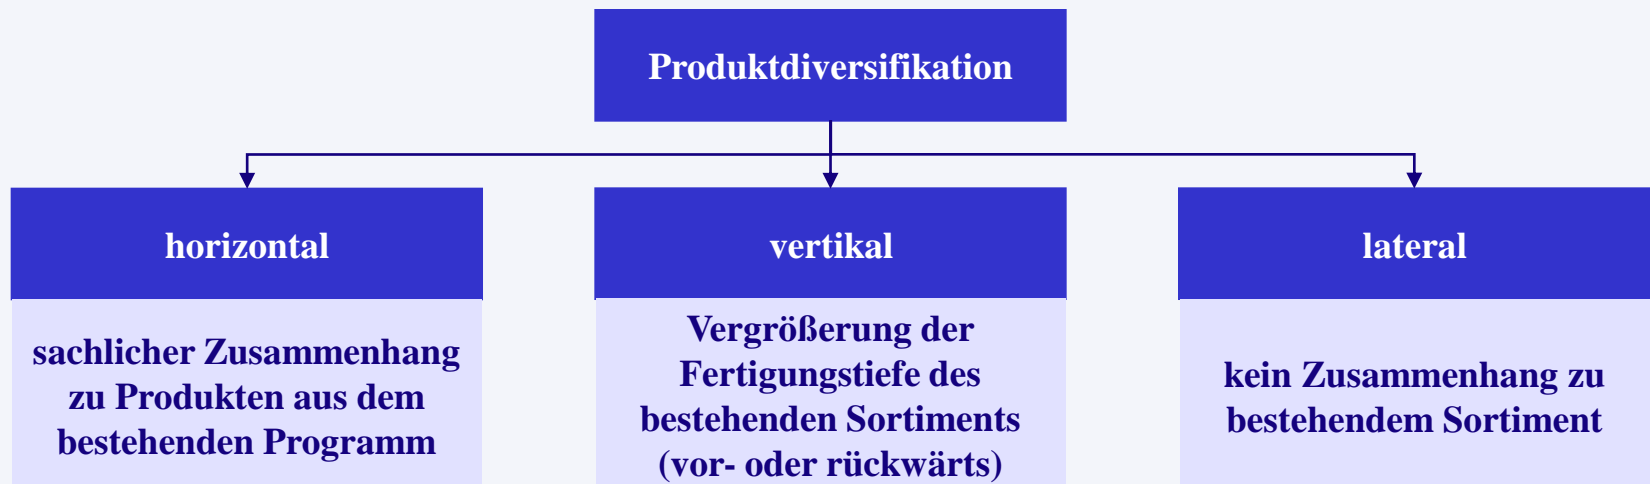 Produktdiversifikation
horizontal
sachlicher Zusammenhang
zu Produkten aus dem
bestehenden Programm
vertikal
Vergrößerung der
Fertigungstiefe des
bestehenden Sortiments
(vor- oder rückwärts)
lateral
kein Zusammenhang zu
bestehendem Sortiment